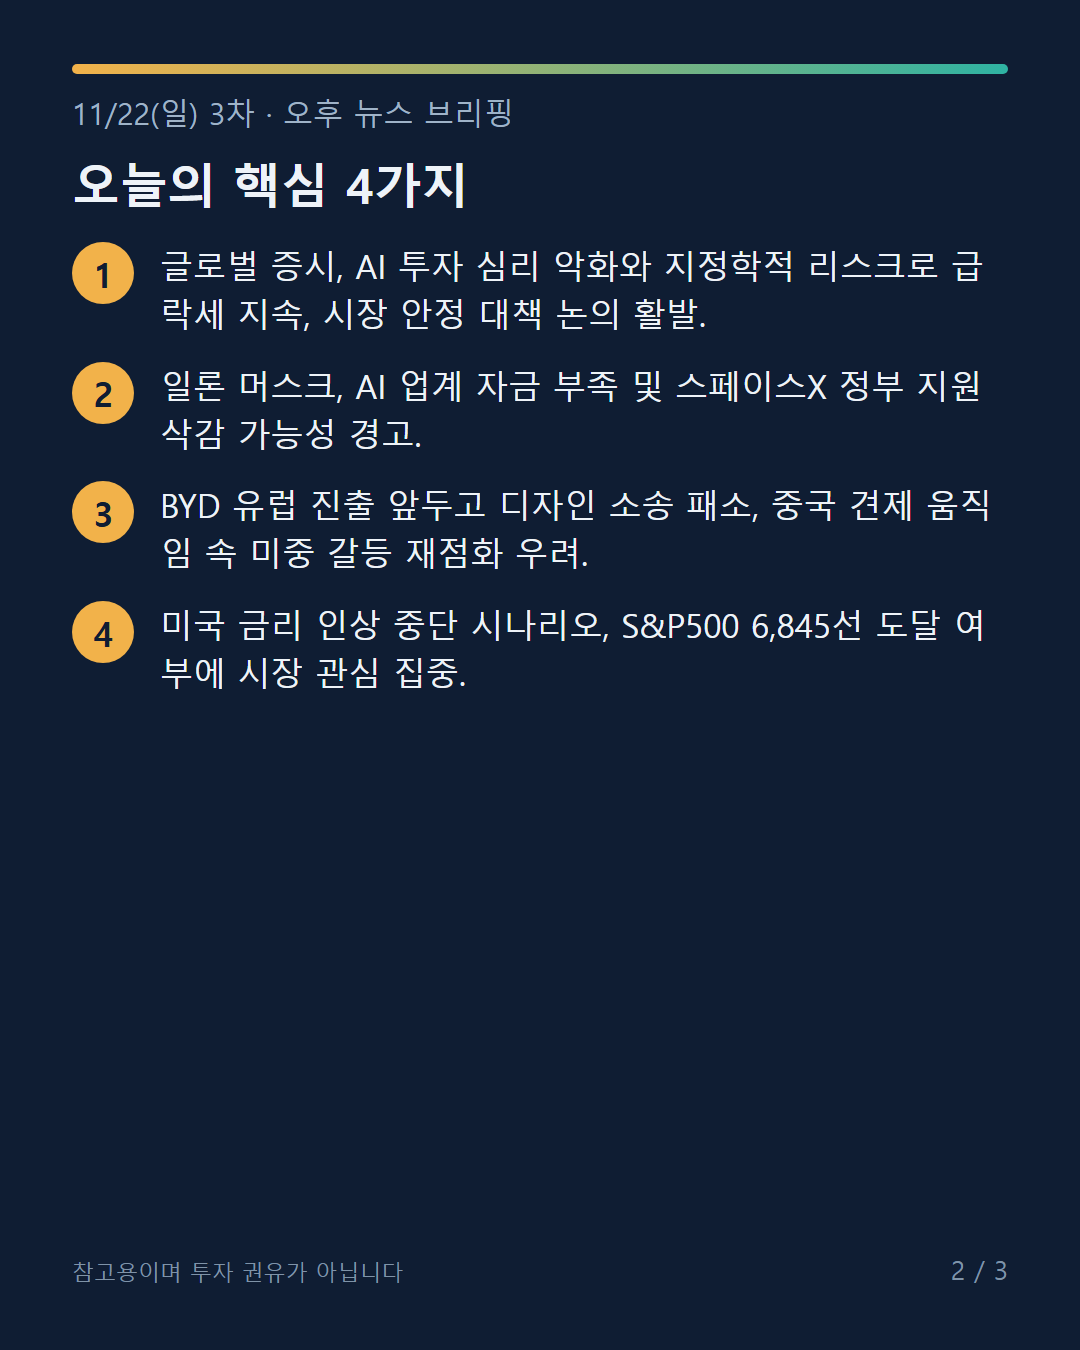 11/22(일) 3차 · 오후 뉴스 브리핑
오늘의 핵심 4가지
1 글로벌 증시, AI 투자 심리 악화와 지정학적 리스크로 급
락세 지속, 시장 안정 대책 논의 활발.
2 일론 머스크, AI 업계 자금 부족 및 스페이스X 정부 지원
삭감 가능성 경고.
3 BYD 유럽 진출 앞두고 디자인 소송 패소, 중국 견제 움직
임 속 미중 갈등 재점화 우려.
4 미국 금리 인상 중단 시나리오, S&P500 6,845선 도달 여
부에 시장 관심 집중.
참고용이며 투자 권유가 아닙니다 2 / 3